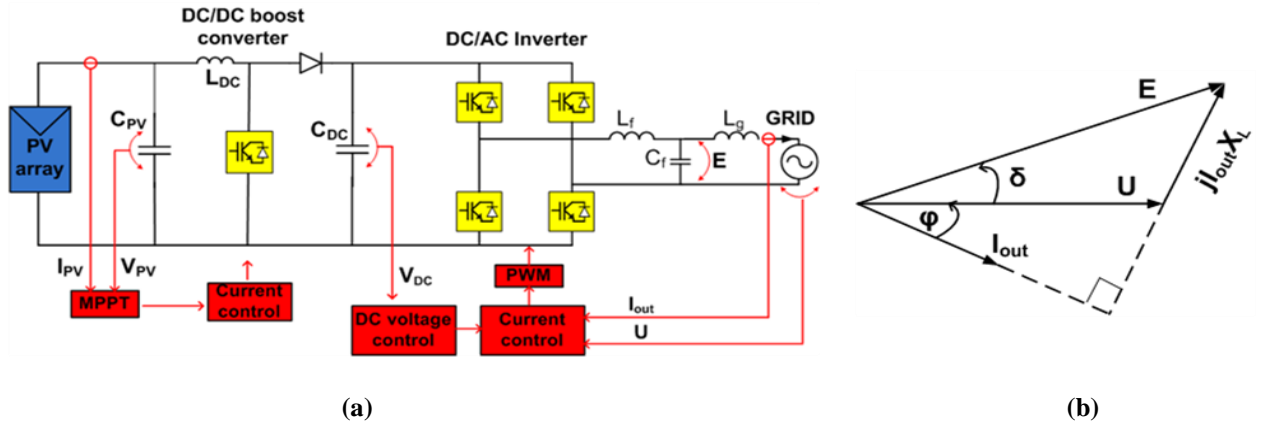 DC/DC boost
converter
DC/AC Inverter
L_DC
PV
array
C_PV
C_DC
L_f
L_g
GRID
C_f
E
I_PV
V_PV
V_DC
MPPT
Current
control
PWM
DC voltage
control
Current
control
I_out
U
(a)
E
δ
U
φ
I_out
jI_outX_L
(b)